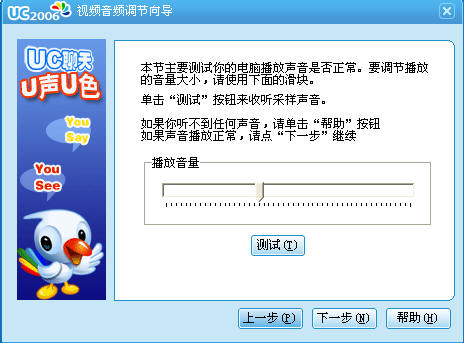 UC2006 视频音频调节向导
UC聊天
U声U色
You
Say
You
See
本节主要测试你的电脑播放声音是否正常。要调节播放
的音量大小，请使用下面的滑块。
单击“测试”按钮来收听采样声音。
如果你听不到任何声音，请单击“帮助”按钮
如果声音播放正常，请点“下一步”继续
播放音量
测试(T)
上一步(P)
下一步(N)
帮助(H)